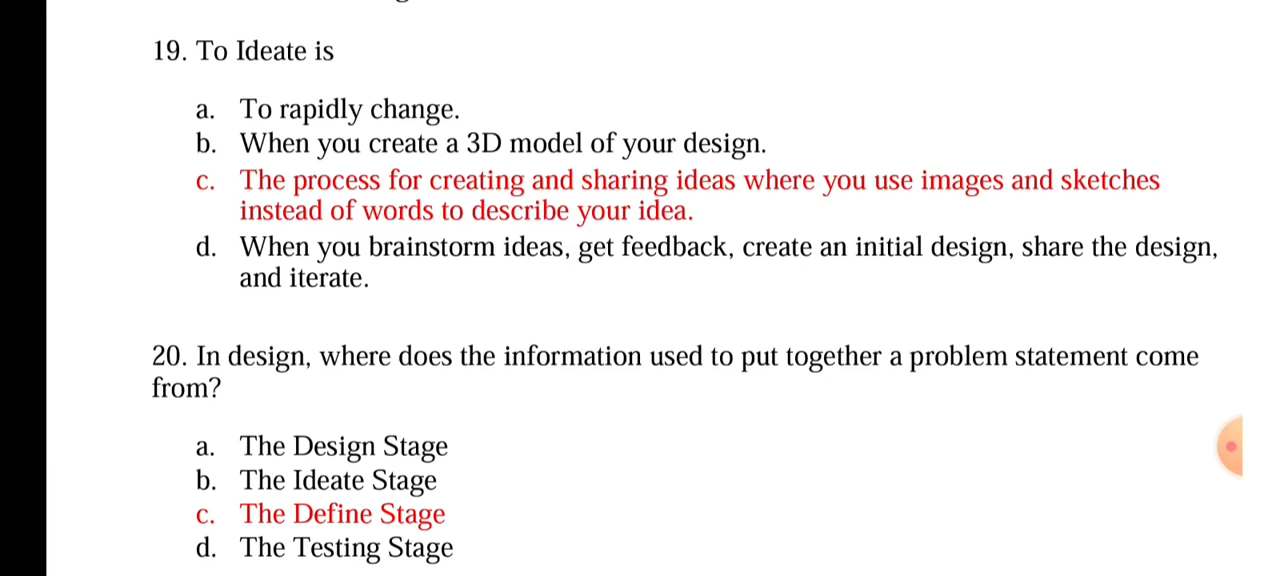 19. To Ideate is
a. To rapidly change.
b. When you create a 3D model of your design.
c. The process for creating and sharing ideas where you use images and sketches
instead of words to describe your idea.
d. When you brainstorm ideas, get feedback, create an initial design, share the design,
and iterate.
20. In design, where does the information used to put together a problem statement come
from?
a. The Design Stage
b. The Ideate Stage
c. The Define Stage
d. The Testing Stage